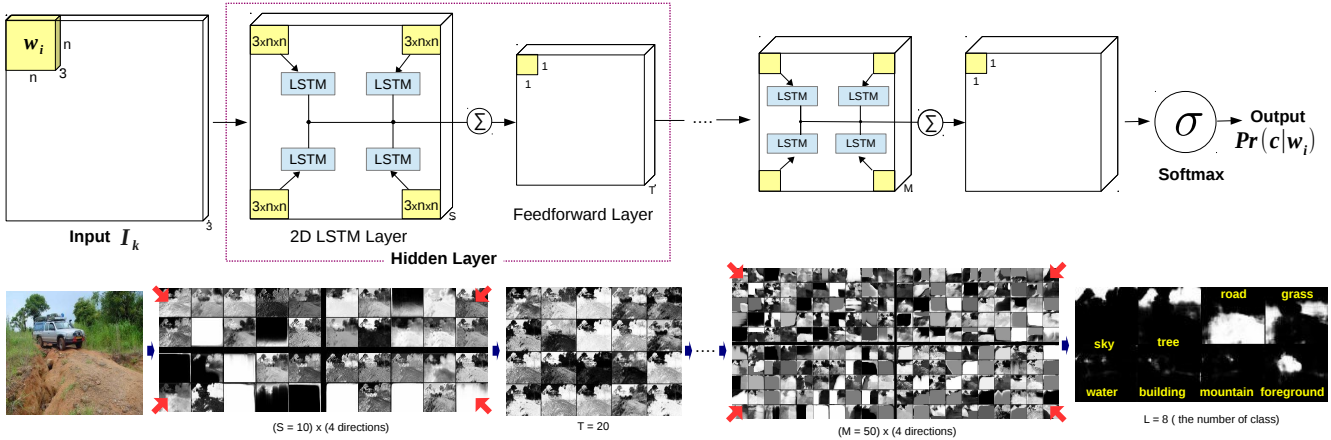 w_i
n
n
3
3
Input I_k
3xnxn
3xnxn
LSTM
LSTM
LSTM
LSTM
3xnxn
3xnxn
S
2D LSTM Layer
Σ
1
1
T
Feedforward Layer
Hidden Layer
....
LSTM
LSTM
LSTM
LSTM
M
Σ
1
1
σ
Softmax
Output
Pr(c|w_i)
(S = 10) x (4 directions)
T = 20
....
(M = 50) x (4 directions)
road grass
sky tree
water building mountain foreground
L = 8 ( the number of class)